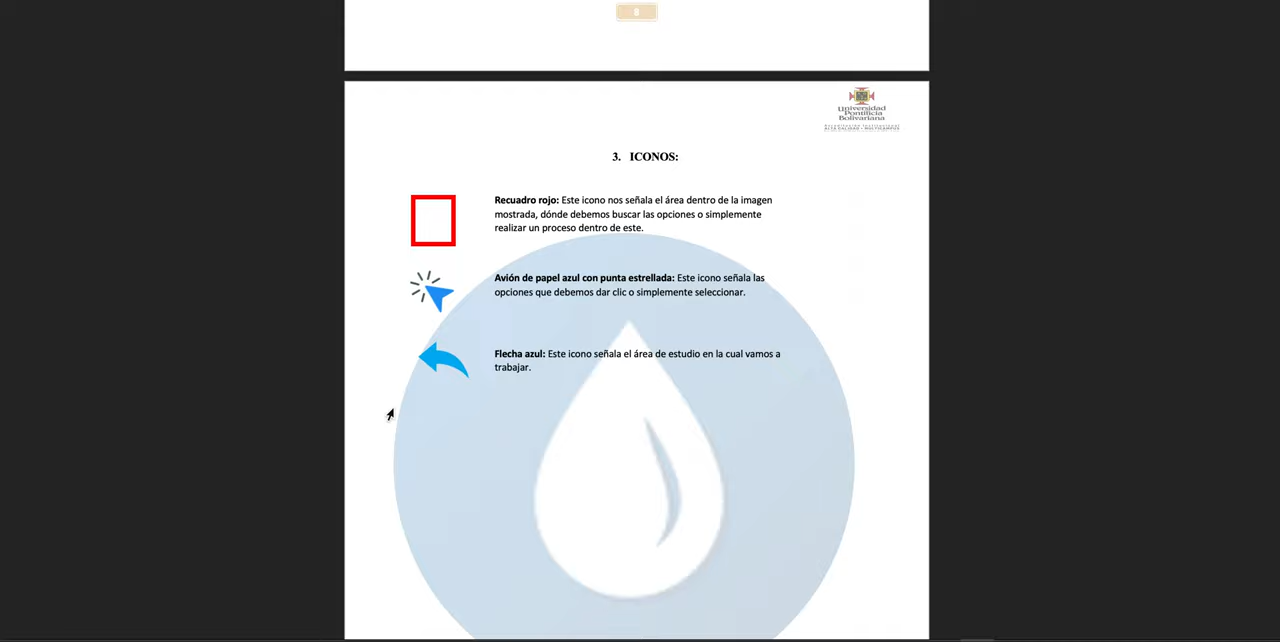 8
Universidad
Pontificia
Bolivariana
3. ICONOS:
Recuadro rojo: Este icono nos señala el área dentro de la imagen
mostrada, dónde debemos buscar las opciones o simplemente
realizar un proceso dentro de este.
Avión de papel azul con punta estrellada: Este icono señala las
opciones que debemos dar clic o simplemente seleccionar.
Flecha azul: Este icono señala el área de estudio en la cual vamos a
trabajar.